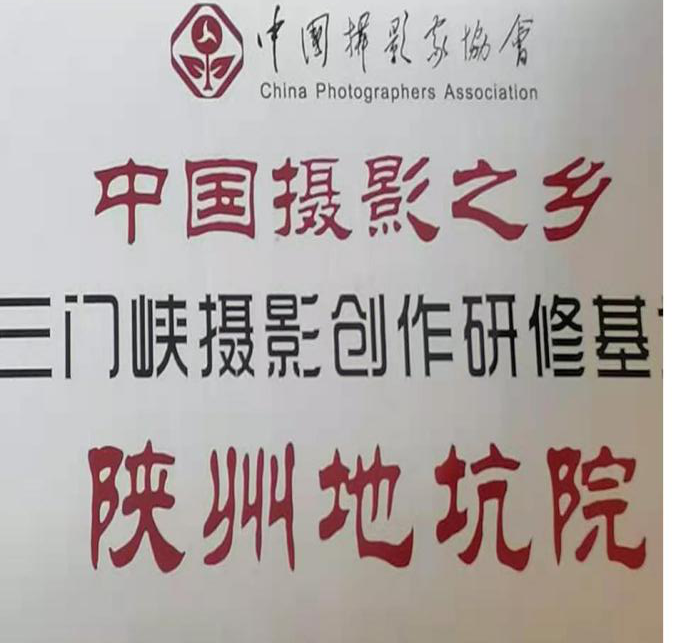 中國攝影家協會
China Photographers Association
中国摄影之乡
三门峡摄影创作研修基
陕州地坑院